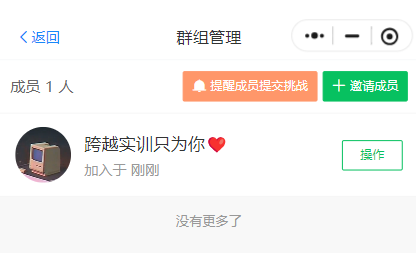 返回
群组管理
成员 1 人
提醒成员提交挑战
邀请成员
跨越实训只为你❤️
操作
加入于 刚刚
没有更多了